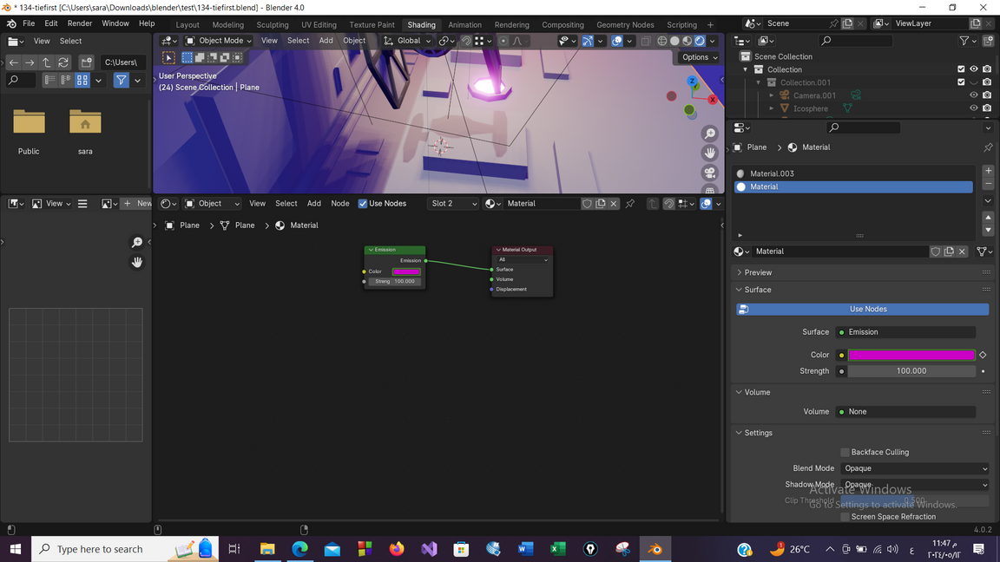 * 134-tiefirst [C:\Users\sara\Downloads\blender\test\134-tiefirst.blend] - Blender 4.0
File Edit Render Window Help Layout Modeling Sculpting UV Editing Texture Paint Shading Animation Rendering Compositing Geometry Nodes Scripting + Scene ViewLayer
View Select
Object Mode View Select Add Object Global
C:\Users\
Options
User Perspective
(24) Scene Collection | Plane
Z
Y
X
Public sara
Scene Collection
Collection
Collection.001
Camera.001
Icosphere
Plane > Material
Material.003
Material
Material
Preview
Surface
Use Nodes
Surface Emission
Color
Strength 100.000
Volume
Volume None
Settings
Backface Culling
Blend Mode Opaque
Shadow Mode Opaque
Clip Threshold 0.500
Screen Space Refraction
Activate Windows
Go to Settings to activate Windows.
View + New
Object View Select Add Node Use Nodes Slot 2 Material
Plane > Plane > Material
Emission
Emission
Color
Streng 100.000
Material Output
All
Surface
Volume
Displacement
4.0.2
Type here to search
26°C
ع
11:47 م
٢٠٢٤/٠٥/١٢